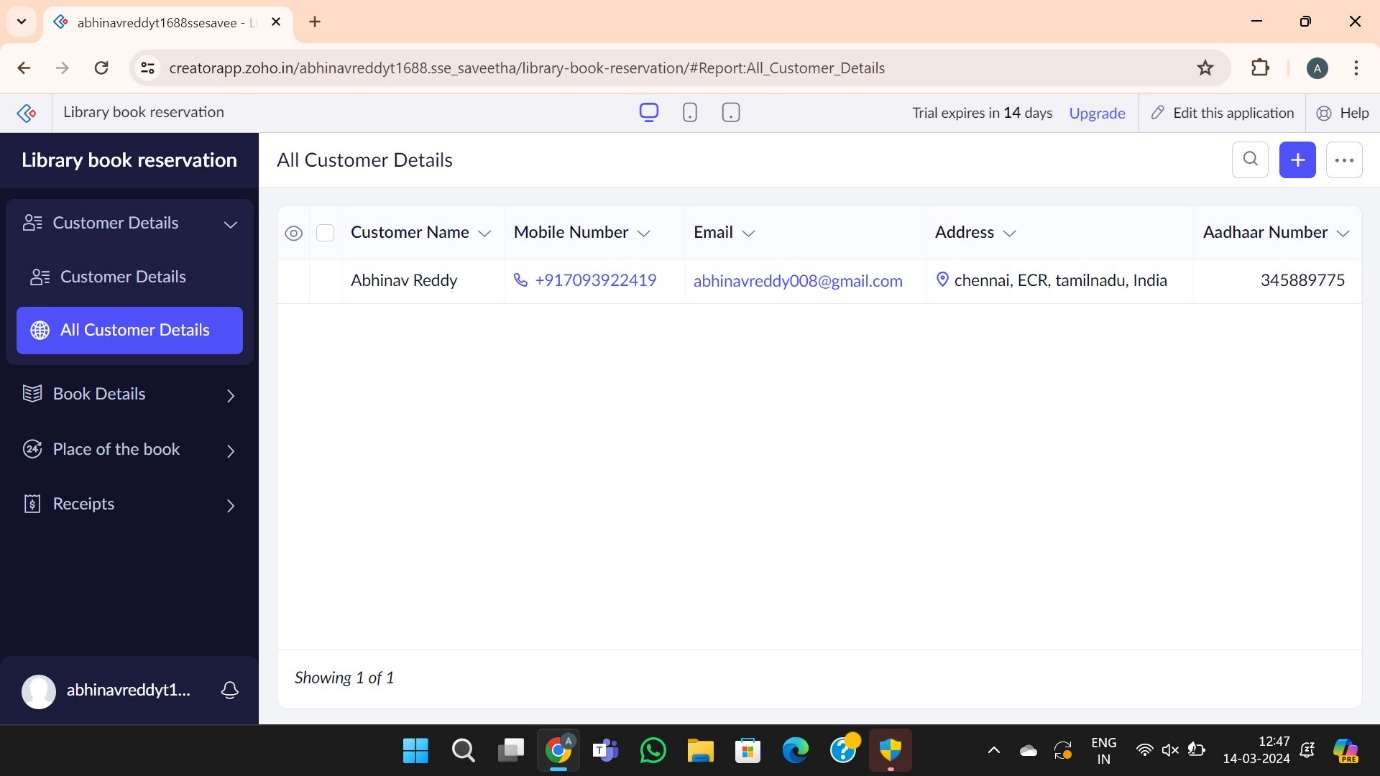 abhinavreddyt1688ssesavee - Li
creatorapp.zoho.in/abhinavreddyt1688.sse_saveetha/library-book-reservation/#Report:All_Customer_Details
A
Library book reservation
Trial expires in 14 days
Upgrade
Edit this application
Help
Library book reservation
All Customer Details
Customer Details
Customer Details
All Customer Details
Book Details
24
Place of the book
Receipts
Customer Name Mobile Number Email Address Aadhaar Number
Abhinav Reddy +917093922419 abhinavreddy008@gmail.com chennai, ECR, tamilnadu, India 345889775
Showing 1 of 1
abhinavreddyt1...
A
ENG
IN
12:47
14-03-2024
PRE